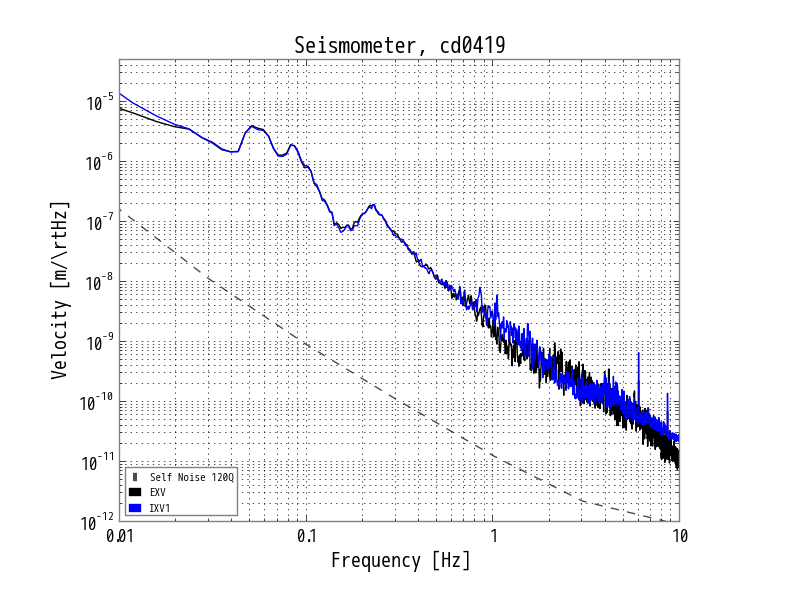 Seismometer, cd0419
Velocity [m/\rtHz]
10^-5
10^-6
10^-7
10^-8
10^-9
10^-10
10^-11
10^-12
Self Noise 120Q
EXV
IXV1
0.01 0.1 1 10
Frequency [Hz]